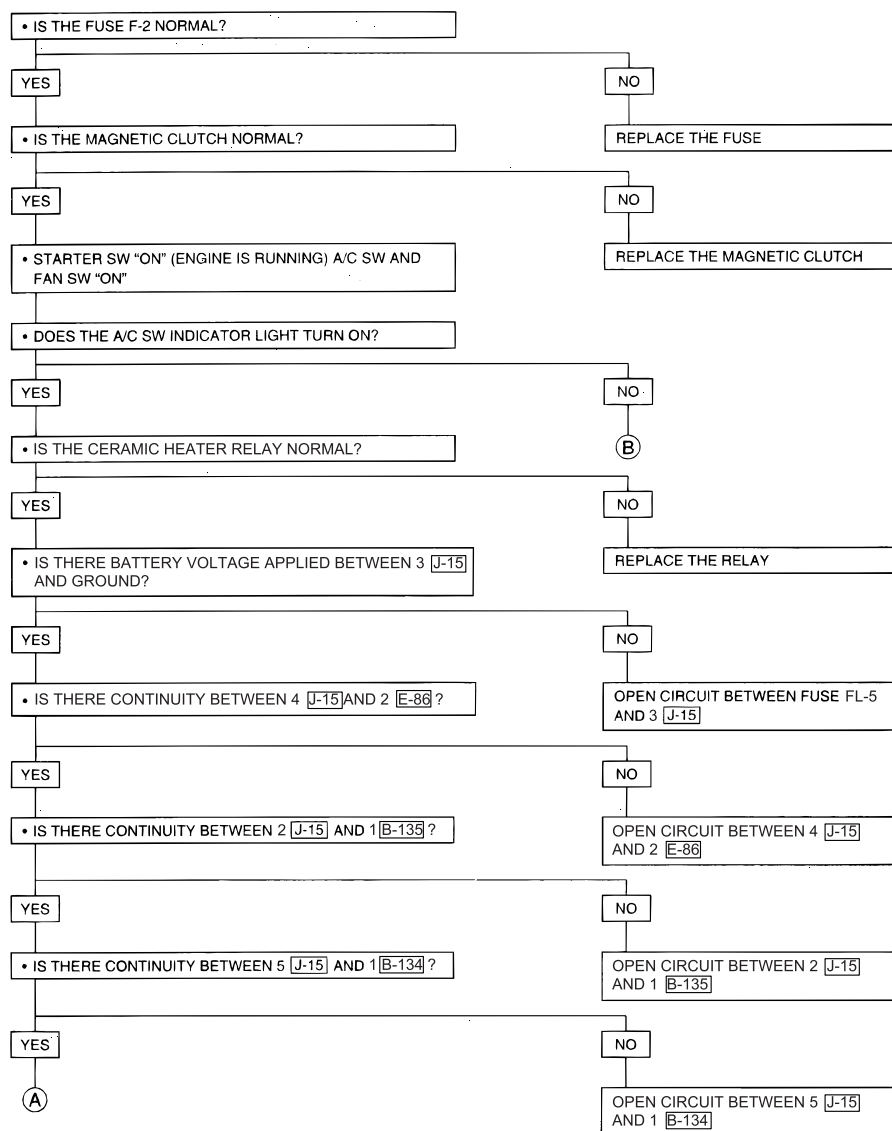 • IS THE FUSE F-2 NORMAL?
YES
NO
• IS THE MAGNETIC CLUTCH NORMAL?
REPLACE THE FUSE
YES
NO
• STARTER SW “ON” (ENGINE IS RUNNING) A/C SW AND
FAN SW “ON”
REPLACE THE MAGNETIC CLUTCH
• DOES THE A/C SW INDICATOR LIGHT TURN ON?
YES
NO
• IS THE CERAMIC HEATER RELAY NORMAL?
B
YES
NO
• IS THERE BATTERY VOLTAGE APPLIED BETWEEN 3 J-15
AND GROUND?
REPLACE THE RELAY
YES
NO
• IS THERE CONTINUITY BETWEEN 4 J-15 AND 2 E-86 ?
OPEN CIRCUIT BETWEEN FUSE FL-5
AND 3 J-15
YES
NO
• IS THERE CONTINUITY BETWEEN 2 J-15 AND 1 B-135 ?
OPEN CIRCUIT BETWEEN 4 J-15
AND 2 E-86
YES
NO
• IS THERE CONTINUITY BETWEEN 5 J-15 AND 1 B-134 ?
OPEN CIRCUIT BETWEEN 2 J-15
AND 1 B-135
YES
NO
A
OPEN CIRCUIT BETWEEN 5 J-15
AND 1 B-134